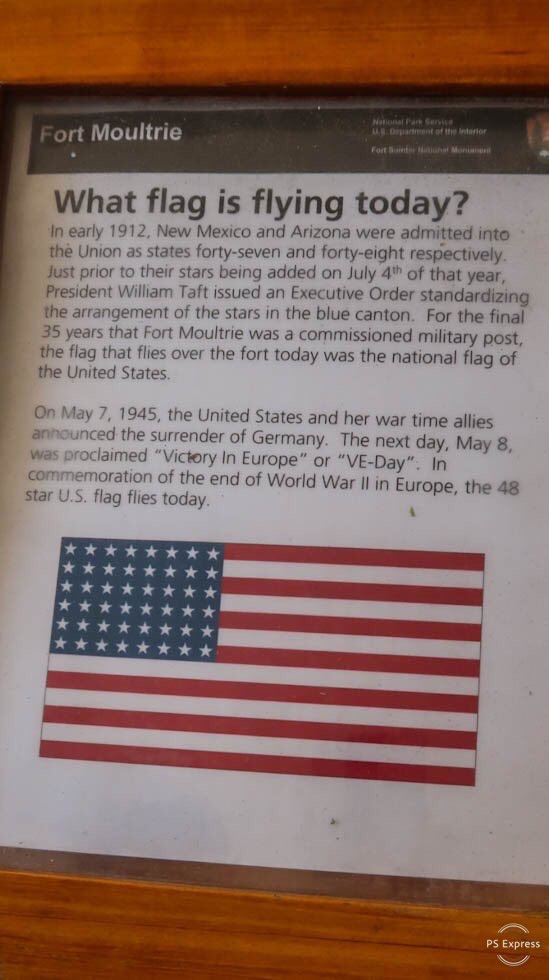 Fort Moultrie
National Park Service
U.S. Department of the Interior
Fort Sumter National Monument
What flag is flying today?
In early 1912, New Mexico and Arizona were admitted into
the Union as states forty-seven and forty-eight respectively.
Just prior to their stars being added on July 4th of that year,
President William Taft issued an Executive Order standardizing
the arrangement of the stars in the blue canton. For the final
35 years that Fort Moultrie was a commissioned military post,
the flag that flies over the fort today was the national flag of
the United States.
On May 7, 1945, the United States and her war time allies
announced the surrender of Germany. The next day, May 8,
was proclaimed “Victory In Europe” or “VE-Day”. In
commemoration of the end of World War II in Europe, the 48
star U.S. flag flies today.
PS Express